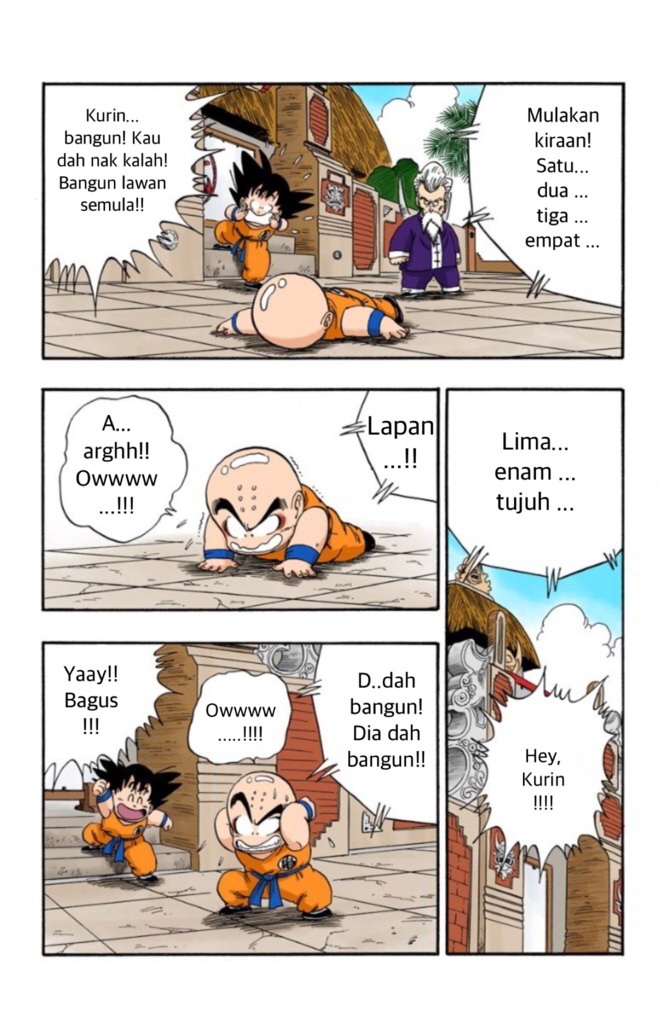 Mulakan
kiraan!
Satu...
dua ...
tiga ...
empat ...
Kurin...
bangun! Kau
dah nak kalah!
Bangun lawan
semula!!
Lima...
enam ...
tujuh ...
Hey,
Kurin
!!!!
Lapan
...!!
A...
arghh!!
Owwww
...!!!
D..dah
bangun!
Dia dah
bangun!!
Owwww
.....!!!!
Yaay!!
Bagus
!!!